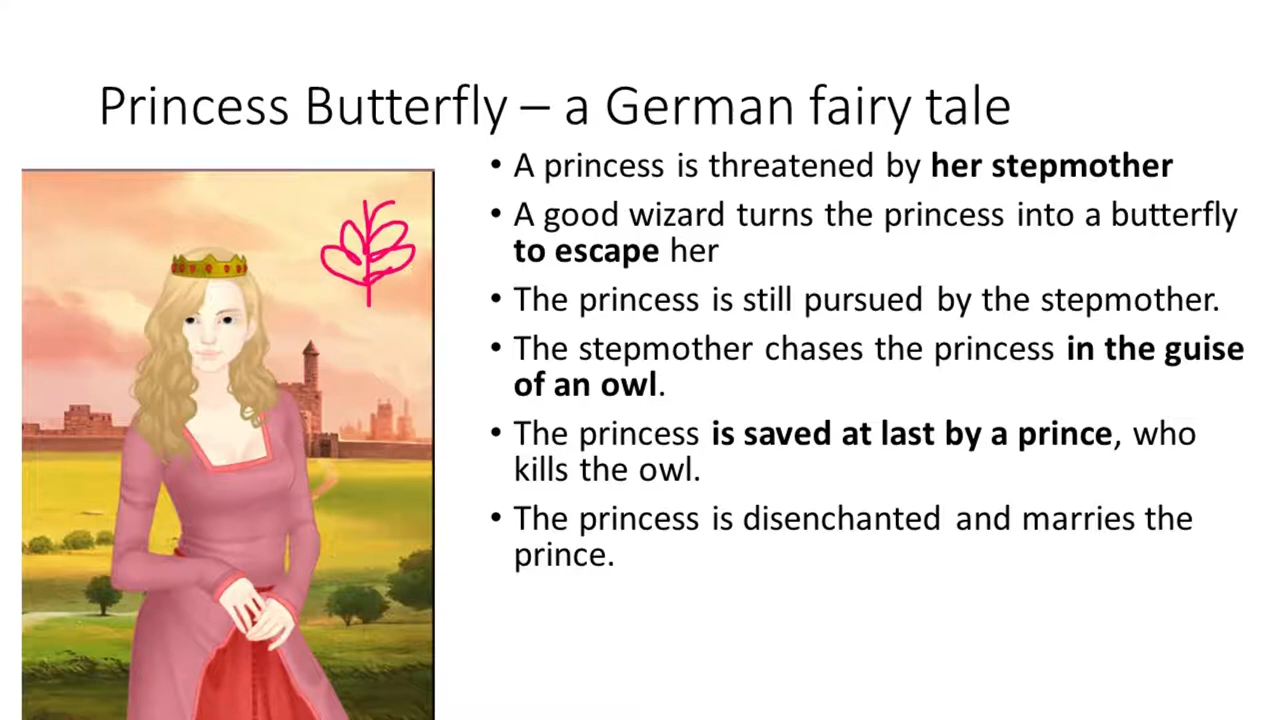 Princess Butterfly – a German fairy tale
• A princess is threatened by her stepmother
• A good wizard turns the princess into a butterfly
to escape her
• The princess is still pursued by the stepmother.
• The stepmother chases the princess in the guise
of an owl.
• The princess is saved at last by a prince, who
kills the owl.
• The princess is disenchanted and marries the
prince.